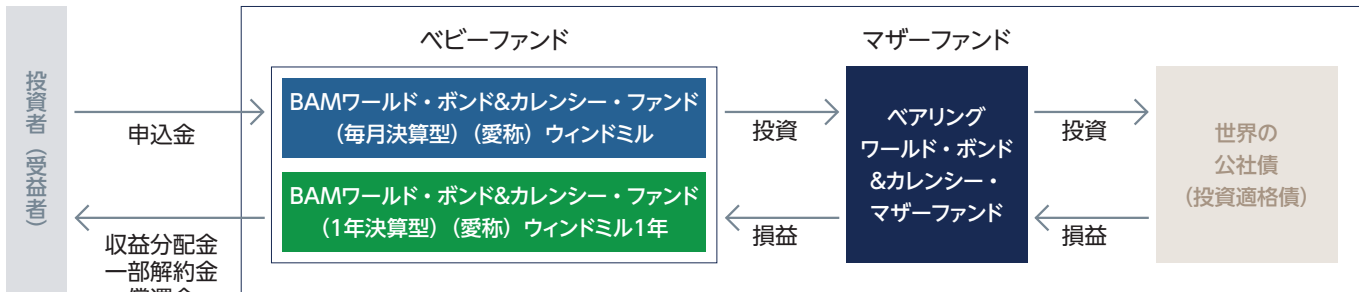 ベビーファンド
マザーファンド
投資者（受益者）
申込金
BAMワールド・ボンド&カレンシー・ファンド
（毎月決算型）（愛称）ウィンドミル
投資
ベアリング
ワールド・ボンド
&カレンシー・
マザーファンド
投資
世界の
公社債
（投資適格債）
BAMワールド・ボンド&カレンシー・ファンド
（1年決算型）（愛称）ウィンドミル1年
損益
損益
収益分配金
一部解約金